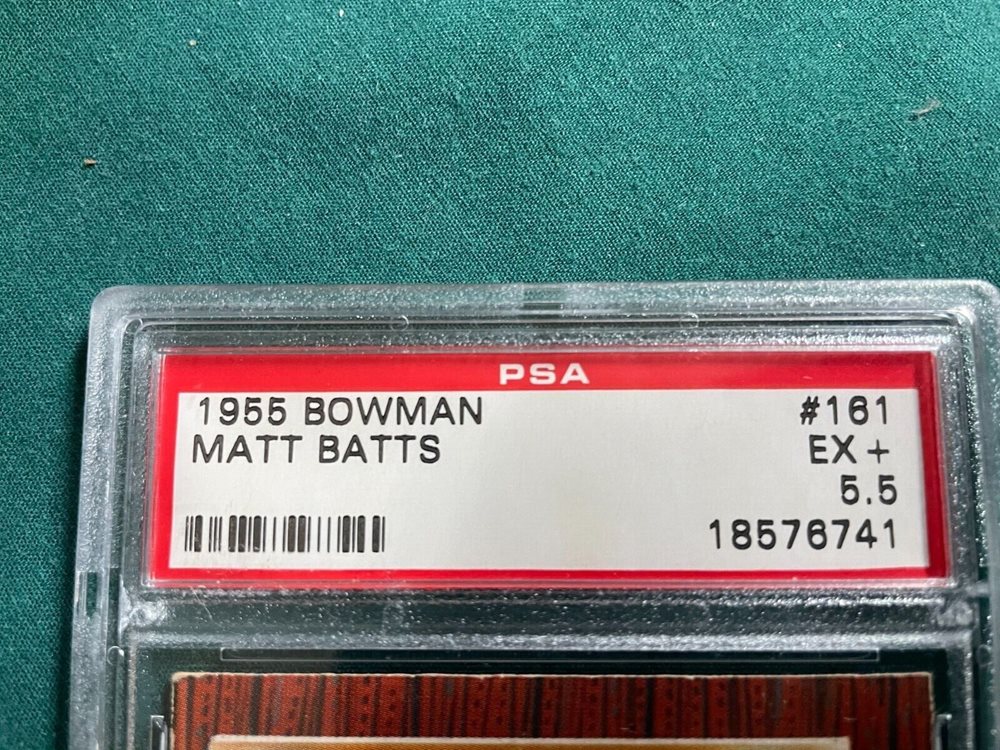 PSA
1955 BOWMAN #161
MATT BATTS EX +
5.5
18576741